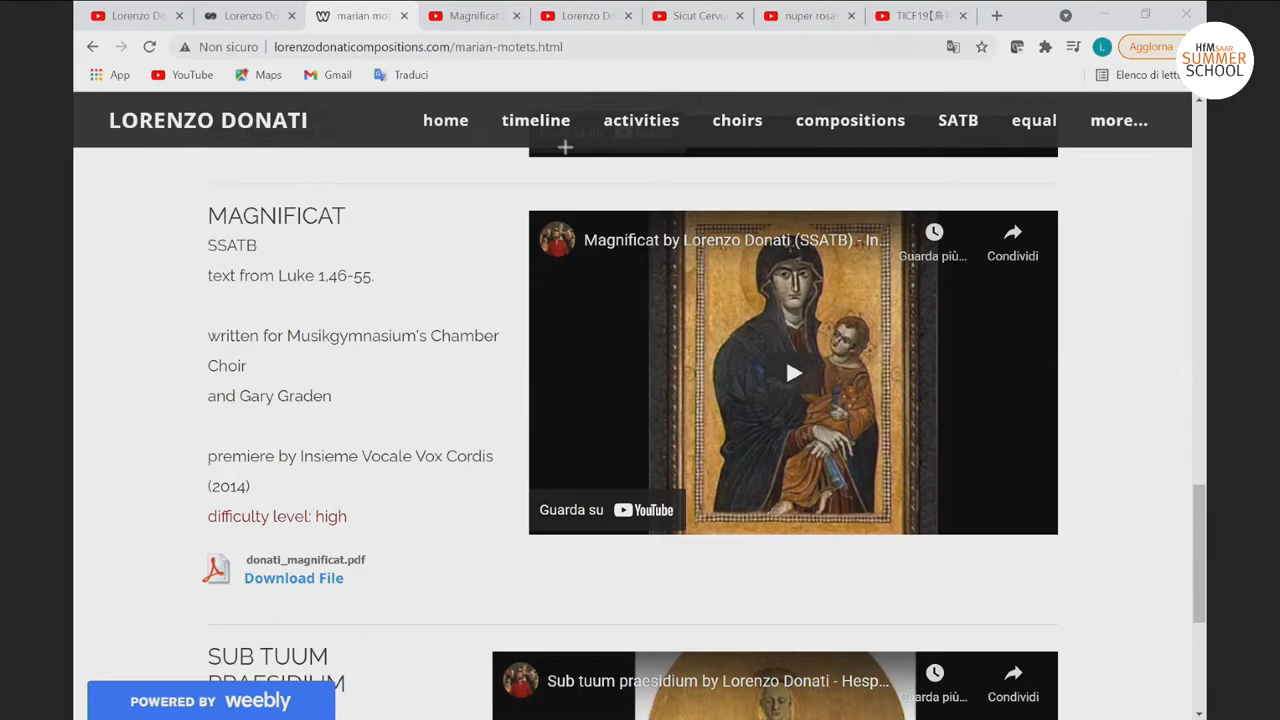 Lorenzo Do
Lorenzo Do
marian mo
Magnificat
Lorenzo Do
Sicut Cervu
nuper rosa
TICF19【烏
Non sicuro
lorenzodonaticompositions.com/marian-motets.html
Aggiorna
App
YouTube
Maps
Gmail
Traduci
Elenco di lett
HfMSAAR
SUMMER
SCHOOL
LORENZO DONATI
home
timeline
activities
choirs
compositions
SATB
equal
more...
MAGNIFICAT
SSATB
text from Luke 1,46-55.
written for Musikgymnasium's Chamber
Choir
and Gary Graden
premiere by Insieme Vocale Vox Cordis
(2014)
difficulty level: high
donati_magnificat.pdf
Download File
Magnificat by Lorenzo Donati (SSATB) - In...
Guarda più...
Condividi
Guarda su YouTube
SUB TUUM
PRAESIDIUM
Sub tuum praesidium by Lorenzo Donati - Hesp...
Guarda più...
Condividi
POWERED BY weebly